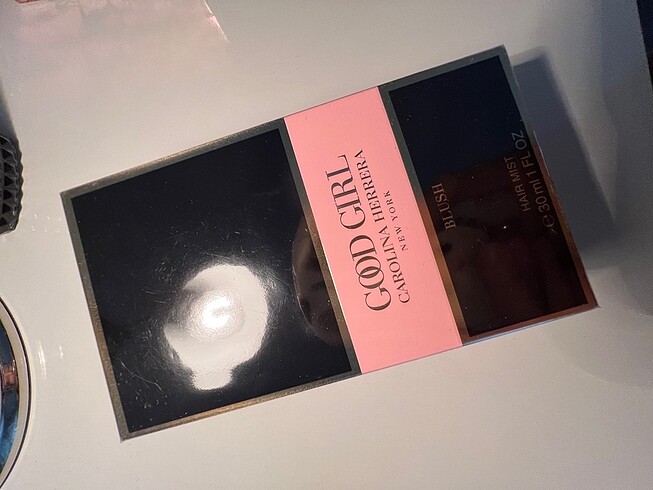 GOOD GIRL
CAROLINA HERRERA
NEW YORK
BLUSH
HAIR MIST
℮30 ml 1 FL OZ